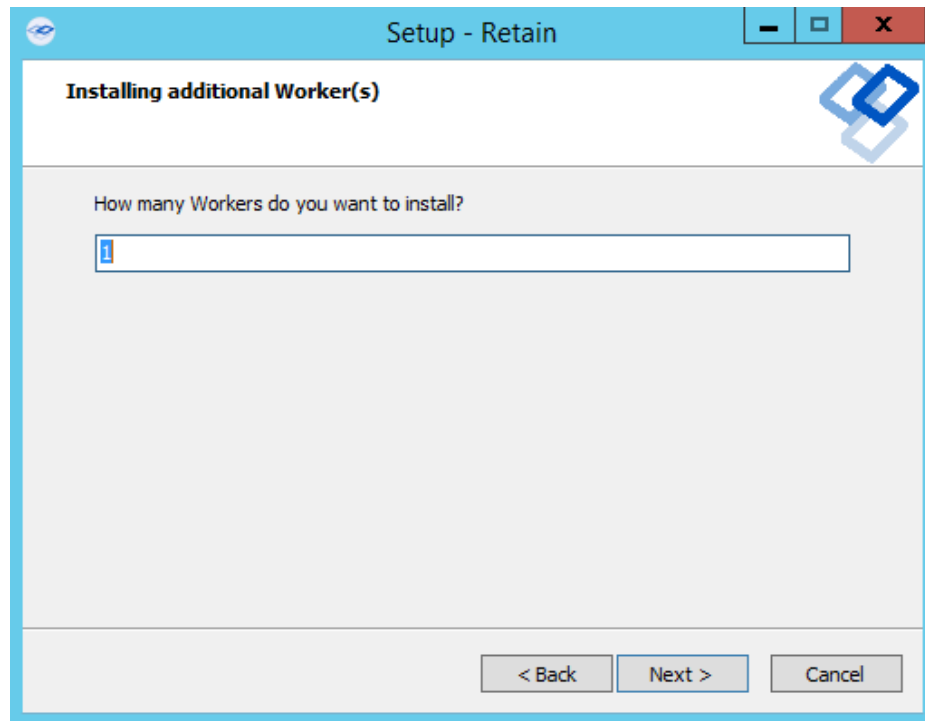 Setup - Retain
Installing additional Worker(s)
How many Workers do you want to install?
1
< Back Next > Cancel